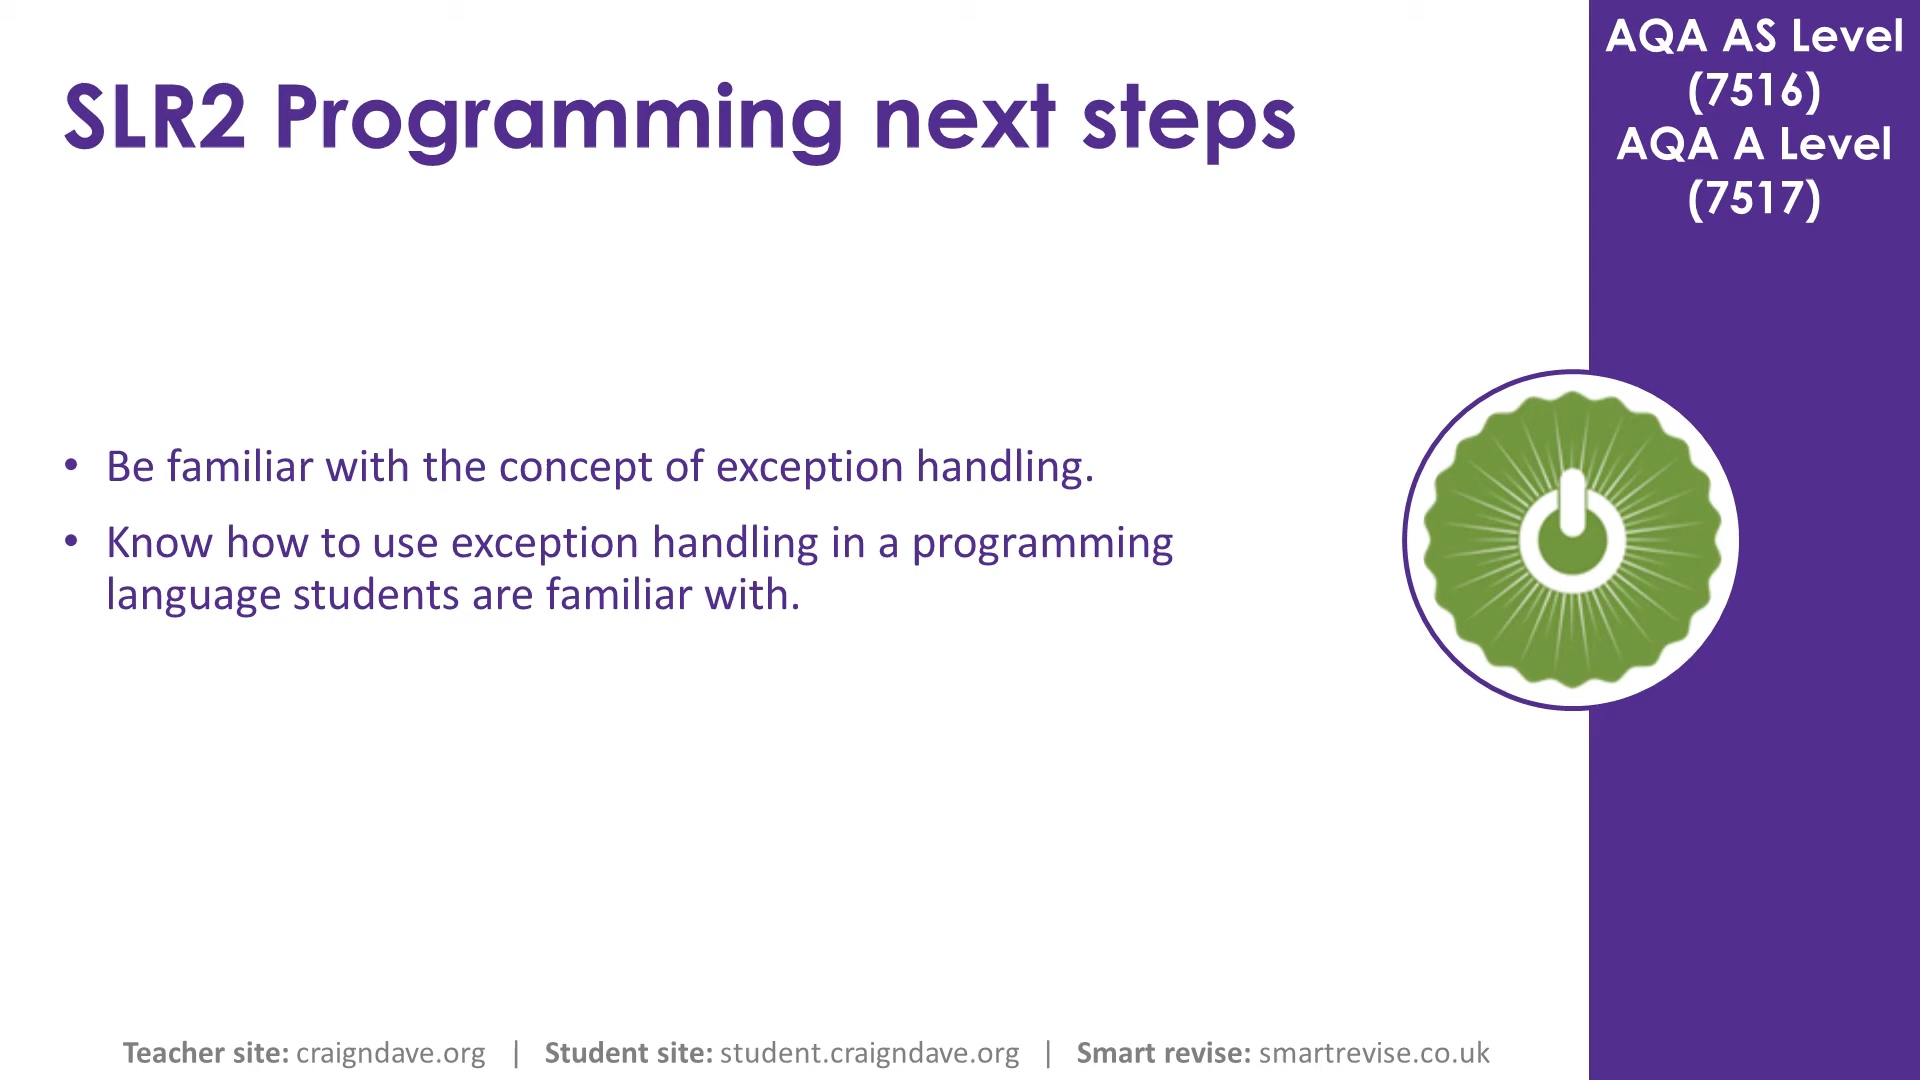 SLR2 Programming next steps
AQA AS Level
(7516)
AQA A Level
(7517)
• Be familiar with the concept of exception handling.
• Know how to use exception handling in a programming
language students are familiar with.
Teacher site: craigndave.org | Student site: student.craigndave.org | Smart revise: smartrevise.co.uk